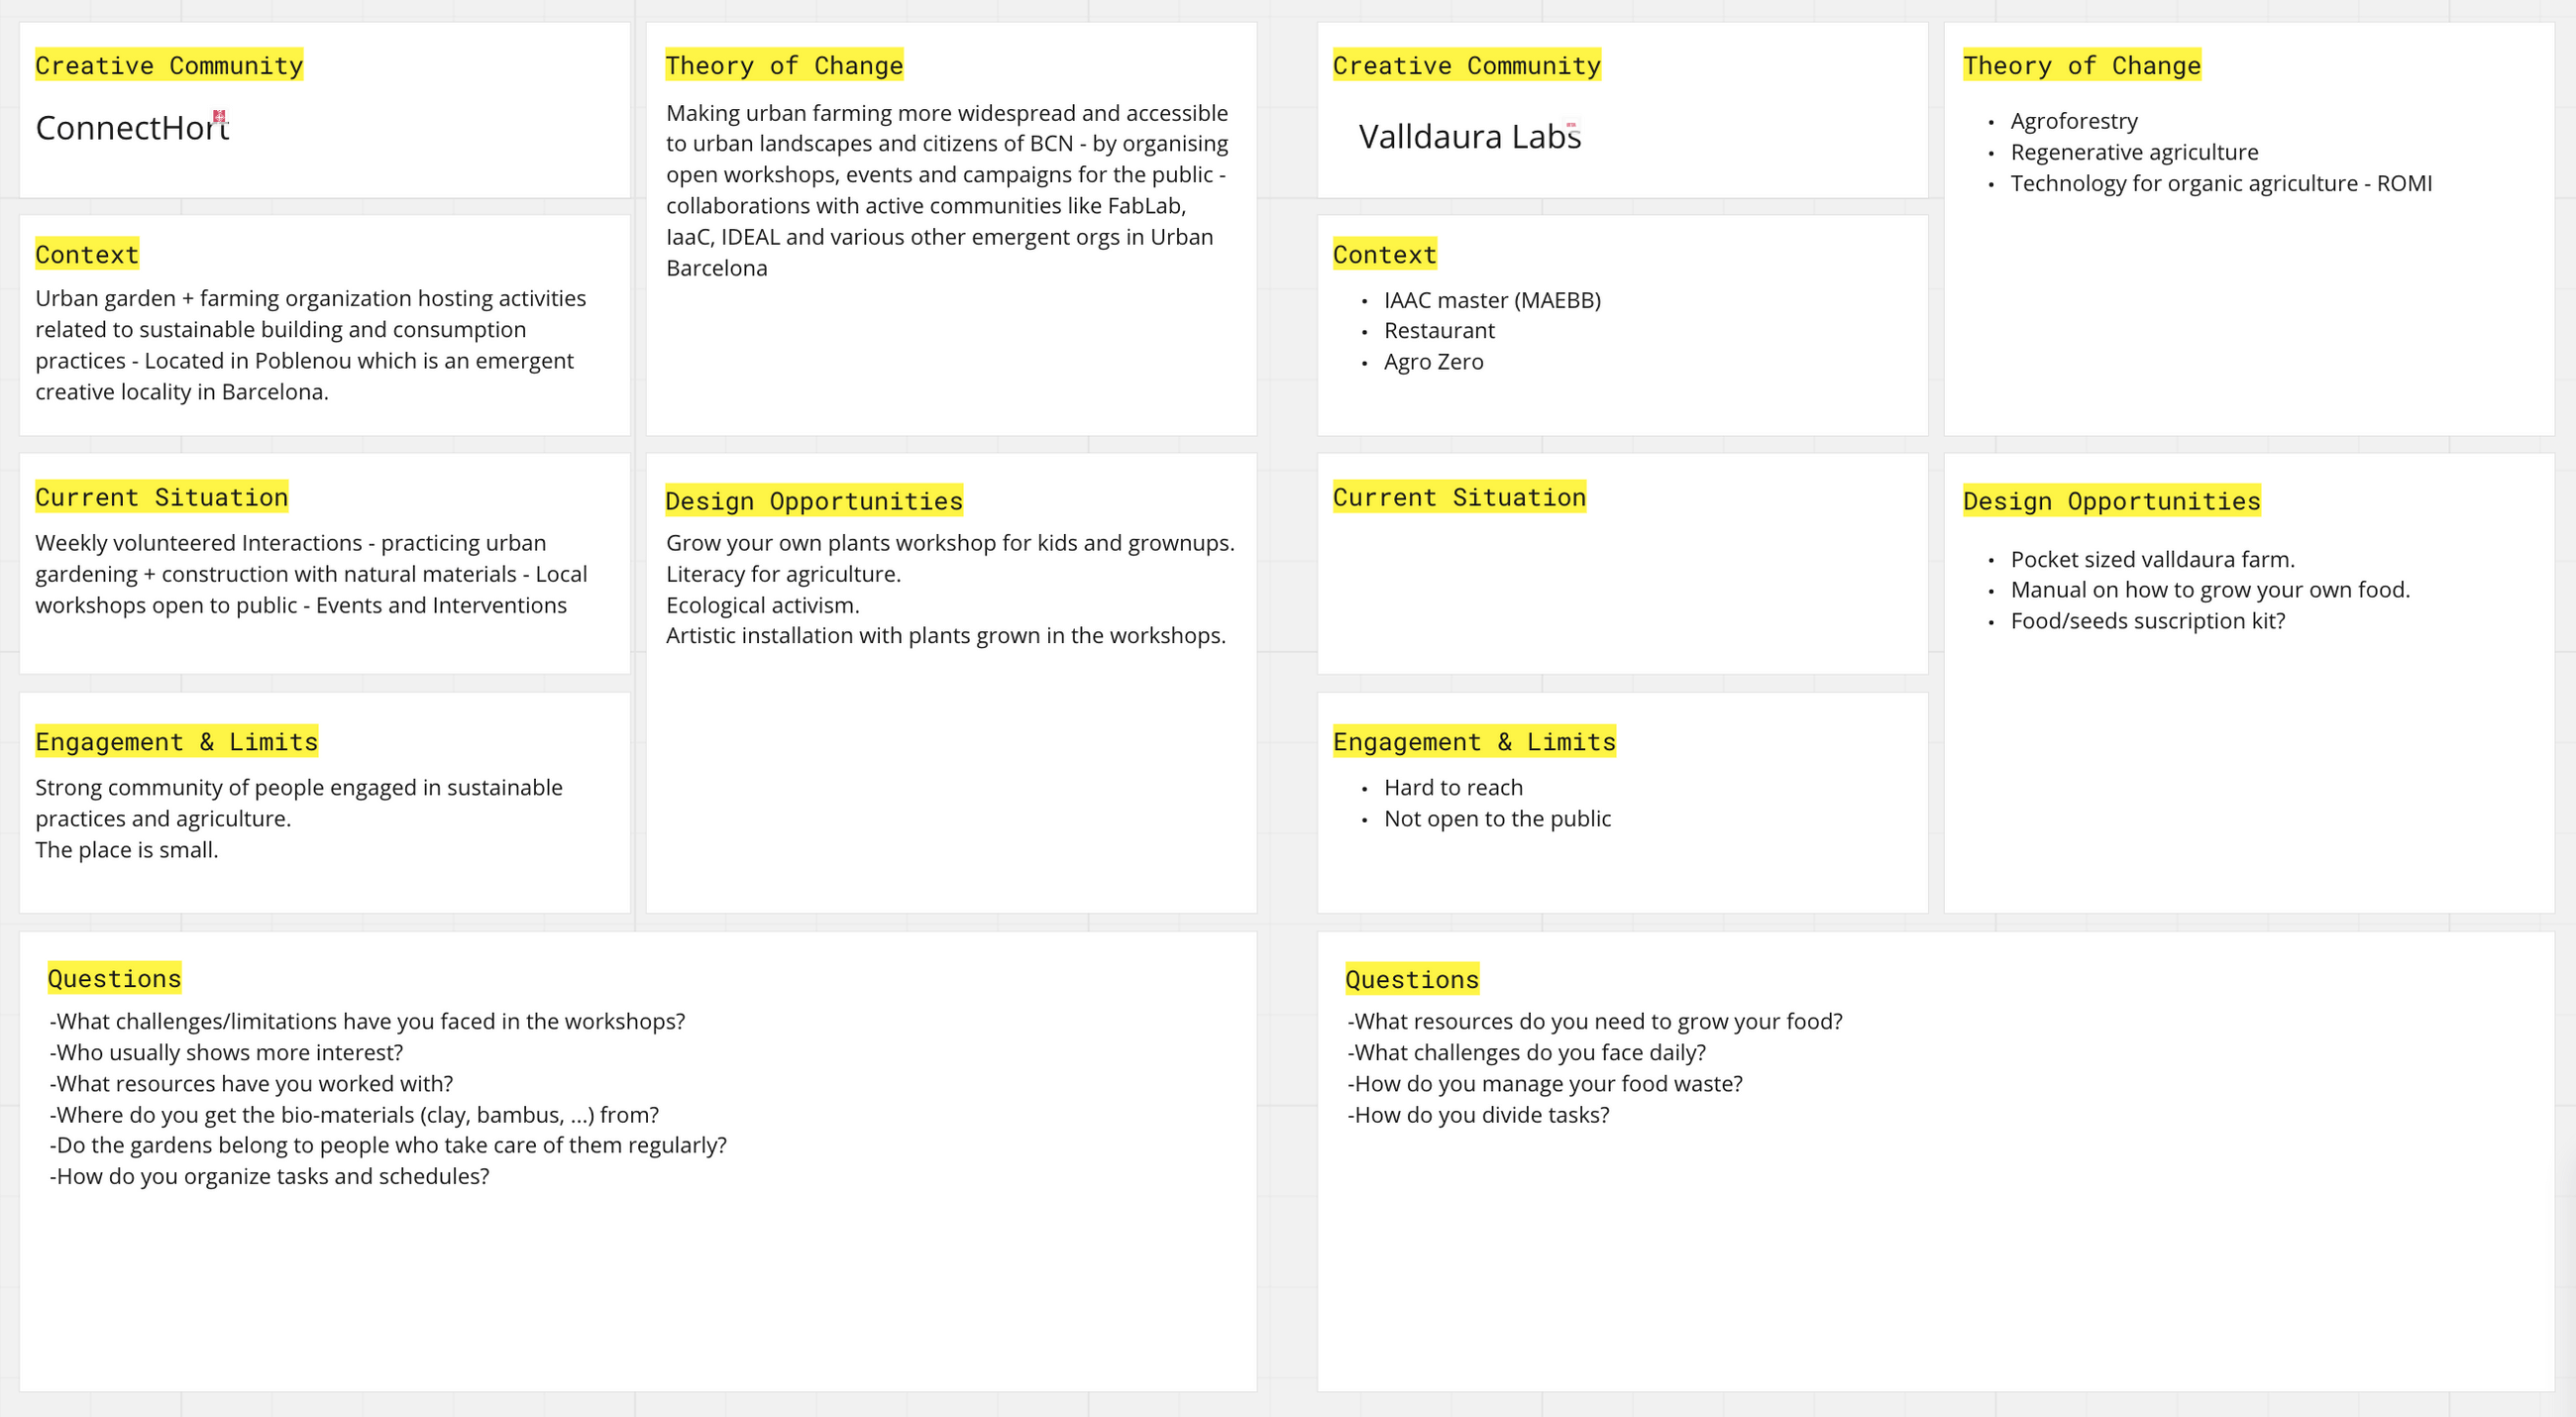 Creative Community
ConnectHort
Context
Urban garden + farming organization hosting activities
related to sustainable building and consumption
practices - Located in Poblenou which is an emergent
creative locality in Barcelona.
Current Situation
Weekly volunteered Interactions - practicing urban
gardening + construction with natural materials - Local
workshops open to public - Events and Interventions
Engagement & Limits
Strong community of people engaged in sustainable
practices and agriculture.
The place is small.
Theory of Change
Making urban farming more widespread and accessible
to urban landscapes and citizens of BCN - by organising
open workshops, events and campaigns for the public -
collaborations with active communities like FabLab,
IaaC, IDEAL and various other emergent orgs in Urban
Barcelona
Design Opportunities
Grow your own plants workshop for kids and grownups.
Literacy for agriculture.
Ecological activism.
Artistic installation with plants grown in the workshops.
Questions
-What challenges/limitations have you faced in the workshops?
-Who usually shows more interest?
-What resources have you worked with?
-Where do you get the bio-materials (clay, bambus, ...) from?
-Do the gardens belong to people who take care of them regularly?
-How do you organize tasks and schedules?
Creative Community
Valldaura Labs
Context
• IAAC master (MAEBB)
• Restaurant
• Agro Zero
Current Situation
Engagement & Limits
• Hard to reach
• Not open to the public
Theory of Change
• Agroforestry
• Regenerative agriculture
• Technology for organic agriculture - ROMI
Design Opportunities
• Pocket sized valldaura farm.
• Manual on how to grow your own food.
• Food/seeds suscription kit?
Questions
-What resources do you need to grow your food?
-What challenges do you face daily?
-How do you manage your food waste?
-How do you divide tasks?